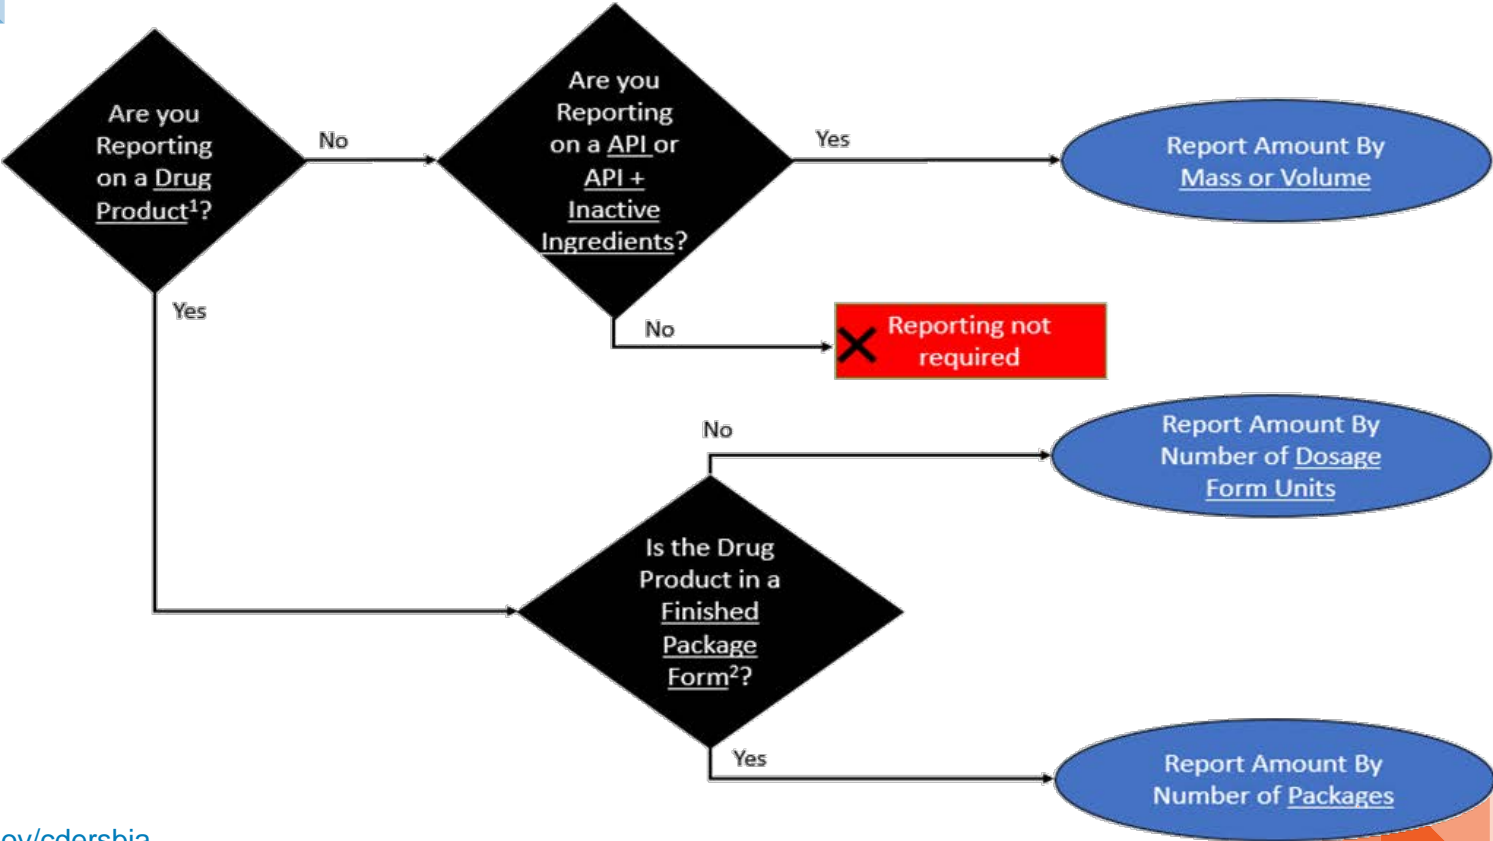 Are you
Reporting
on a Drug
Product¹?
No
Are you
Reporting
on a API or
API +
Inactive
Ingredients?
Yes
Report Amount By
Mass or Volume
Yes
No
Reporting not
required
No
Report Amount By
Number of Dosage
Form Units
Is the Drug
Product in a
Finished
Package
Form²?
Yes
Report Amount By
Number of Packages
ov/cdersbia